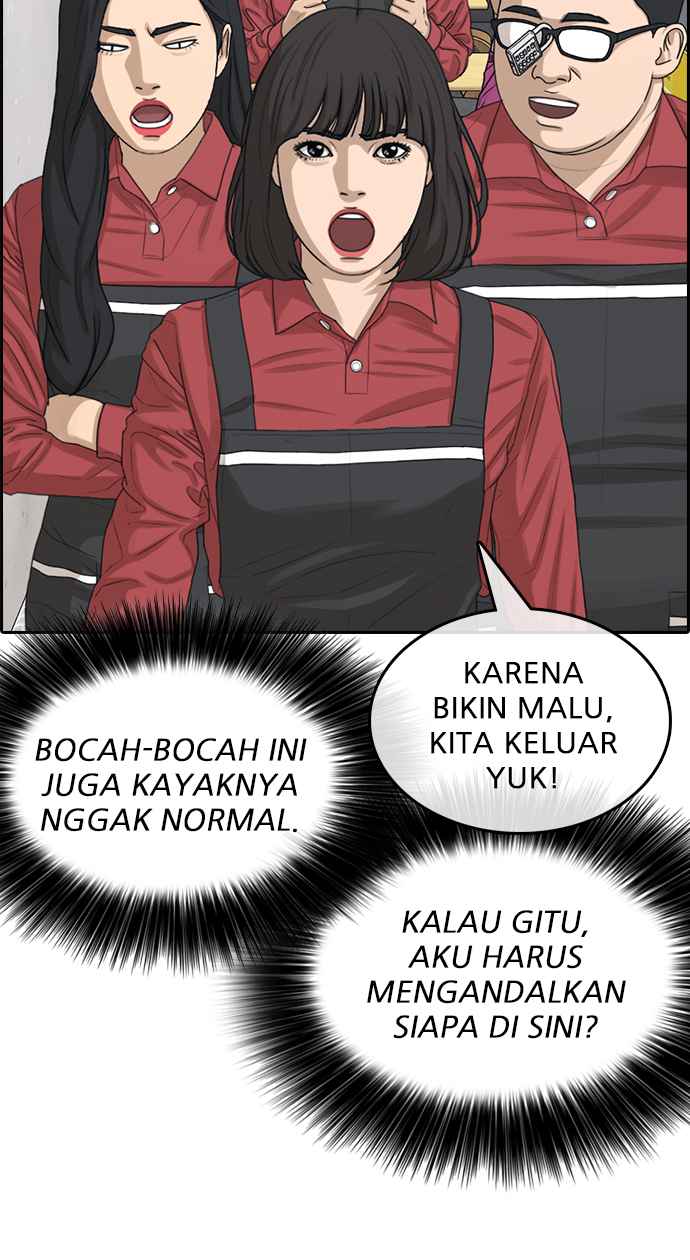 KARENA
BIKIN MALU,
KITA KELUAR
YUK!
BOCAH-BOCAH INI
JUGA KAYAKNYA
NGGAK NORMAL.
KALAU GITU,
AKU HARUS
MENGANDALKAN
SIAPA DI SINI?